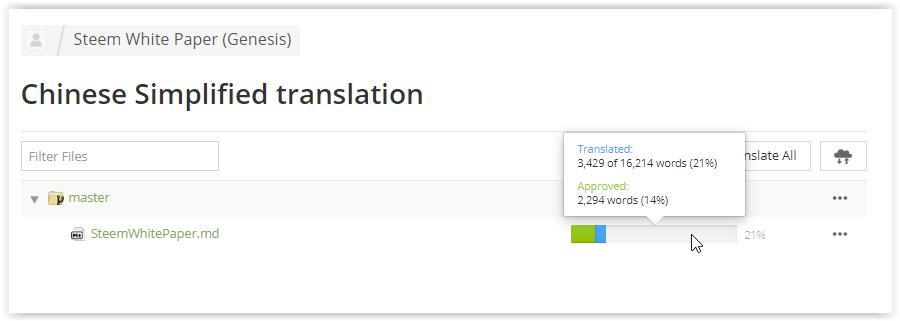 Steem White Paper (Genesis)
Chinese Simplified translation
Filter Files
Translated:
3,429 of 16,214 words (21%)
Approved:
2,294 words (14%)
nslate All
master
SteemWhitePaper.md
21%